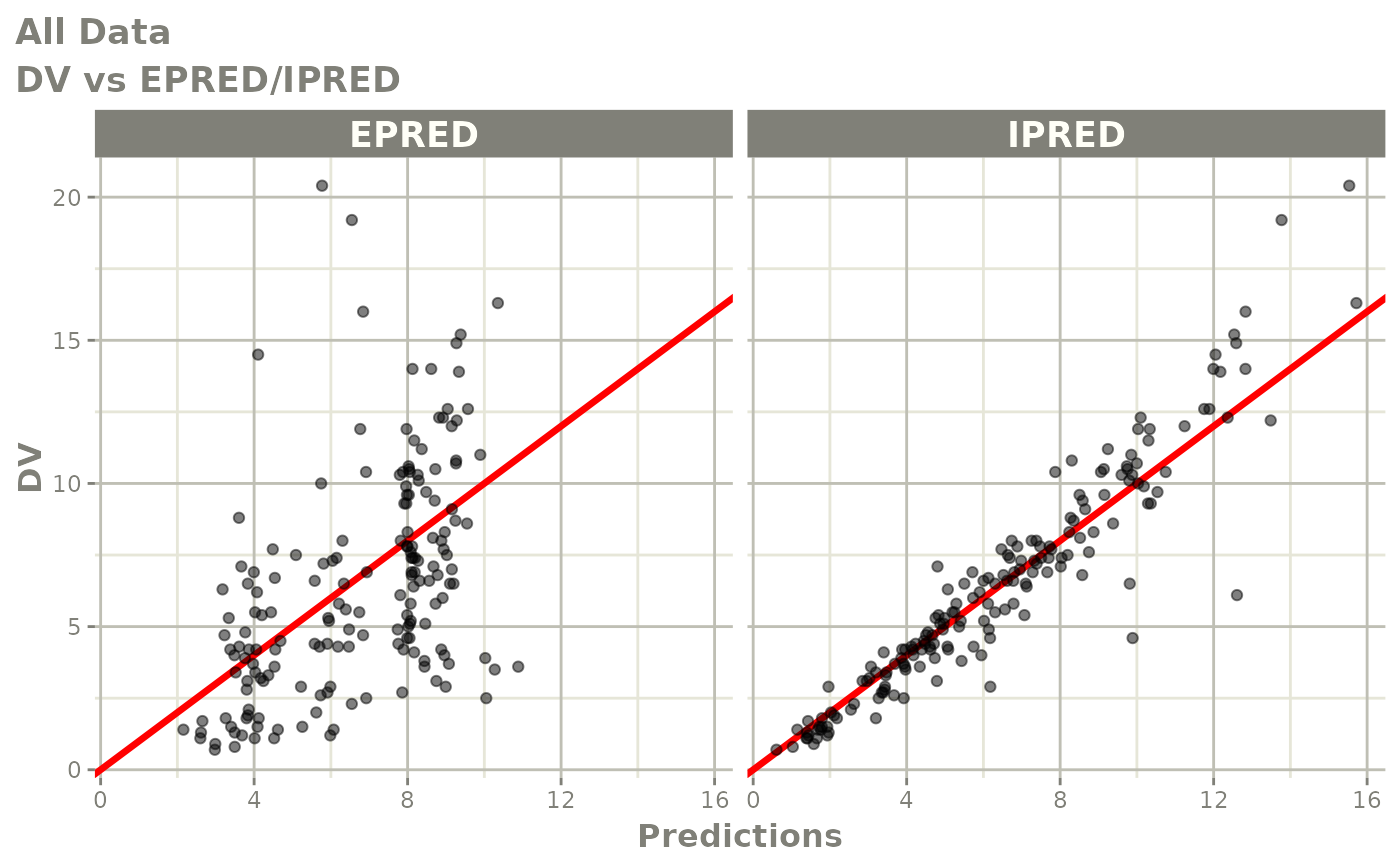 All Data
DV vs EPRED/IPRED
EPRED
IPRED
DV
20
15
10
5
0
0 4 8 12 16
0 4 8 12 16
Predictions